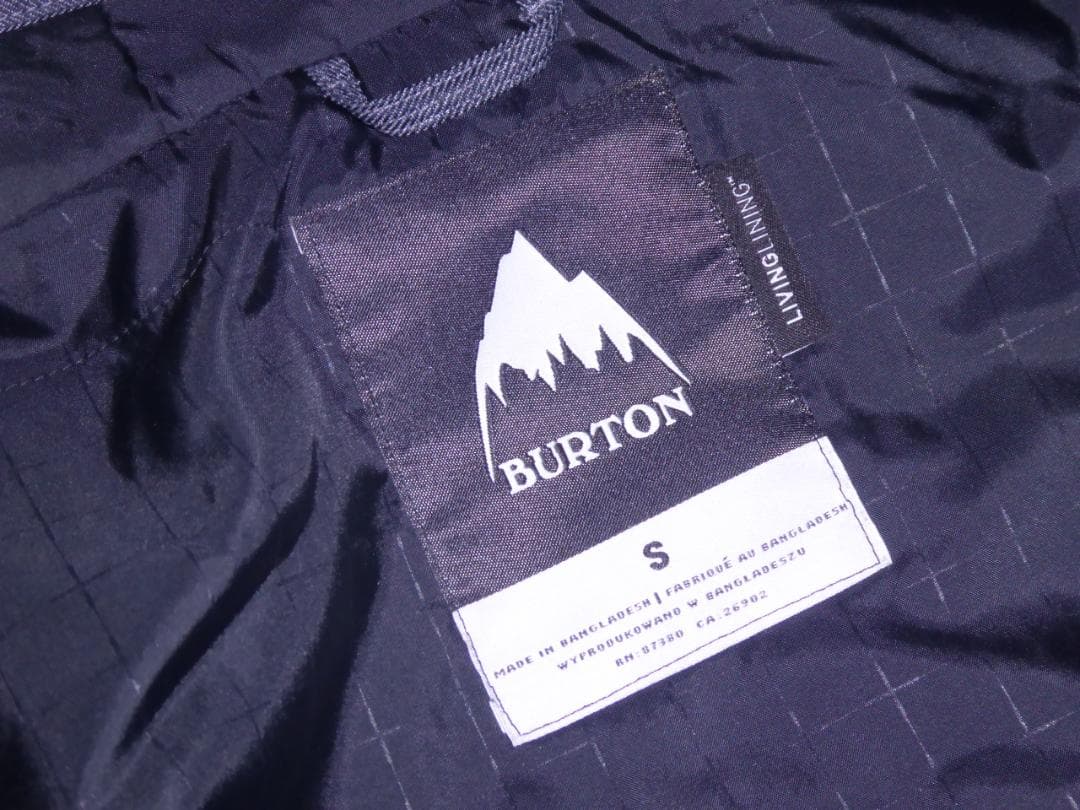 LIVINGLINING™
BURTON
S
MADE IN BANGLADESH | FABRIQUÉ AU BANGLADESH
WYPRODUKOWANO W BANGLADESZU
RN:87380 CA:26902